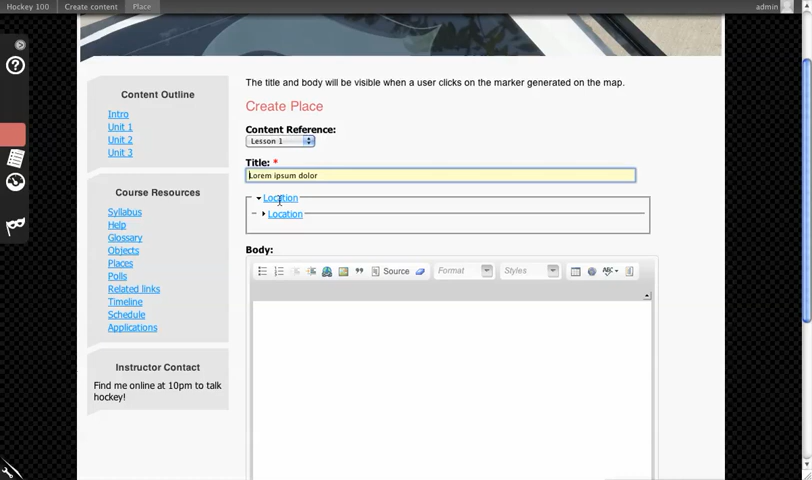 Hockey 100 Create content Place admin
The title and body will be visible when a user clicks on the marker generated on the map.
Create Place
Content Reference:
Lesson 1
Title: *
Lorem ipsum dolor
Location
Location
Body:
Source Format Styles
Content Outline
Intro
Unit 1
Unit 2
Unit 3
Course Resources
Syllabus
Help
Glossary
Objects
Places
Polls
Related links
Timeline
Schedule
Applications
Instructor Contact
Find me online at 10pm to talk
hockey!